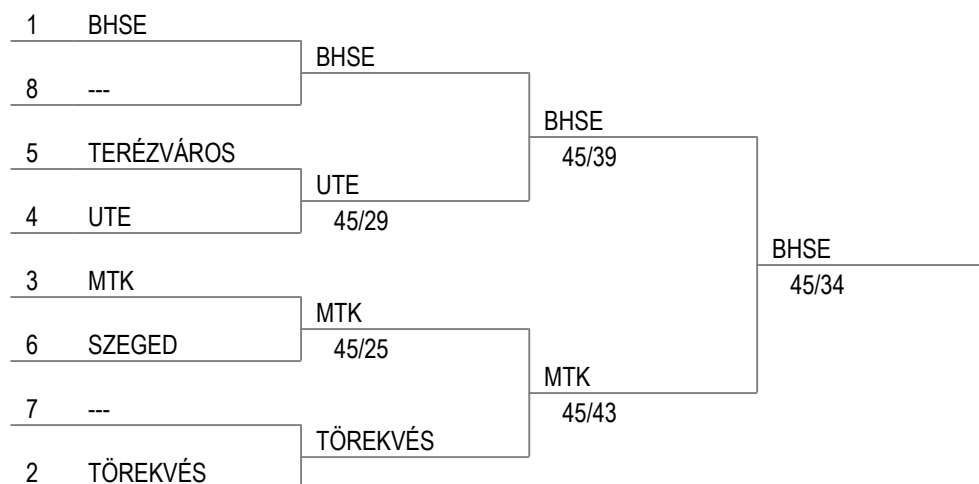 1 BHSE
BHSE
8 ---
BHSE
45/39
5 TERÉZVÁROS
UTE
45/29
4 UTE
BHSE
45/34
3 MTK
MTK
45/25
6 SZEGED
MTK
45/43
7 ---
TÖREKVÉS
2 TÖREKVÉS